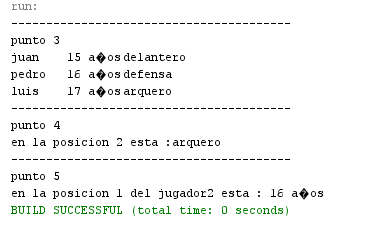 run:
----------------------------------------
punto 3
juan    15 a�os delantero
pedro   16 a�os defensa
luis    17 a�os arquero
----------------------------------------
punto 4
en la posicion 2 esta :arquero
----------------------------------------
punto 5
en la posicion 1 del jugador2 esta : 16 a�os
BUILD SUCCESSFUL (total time: 0 seconds)